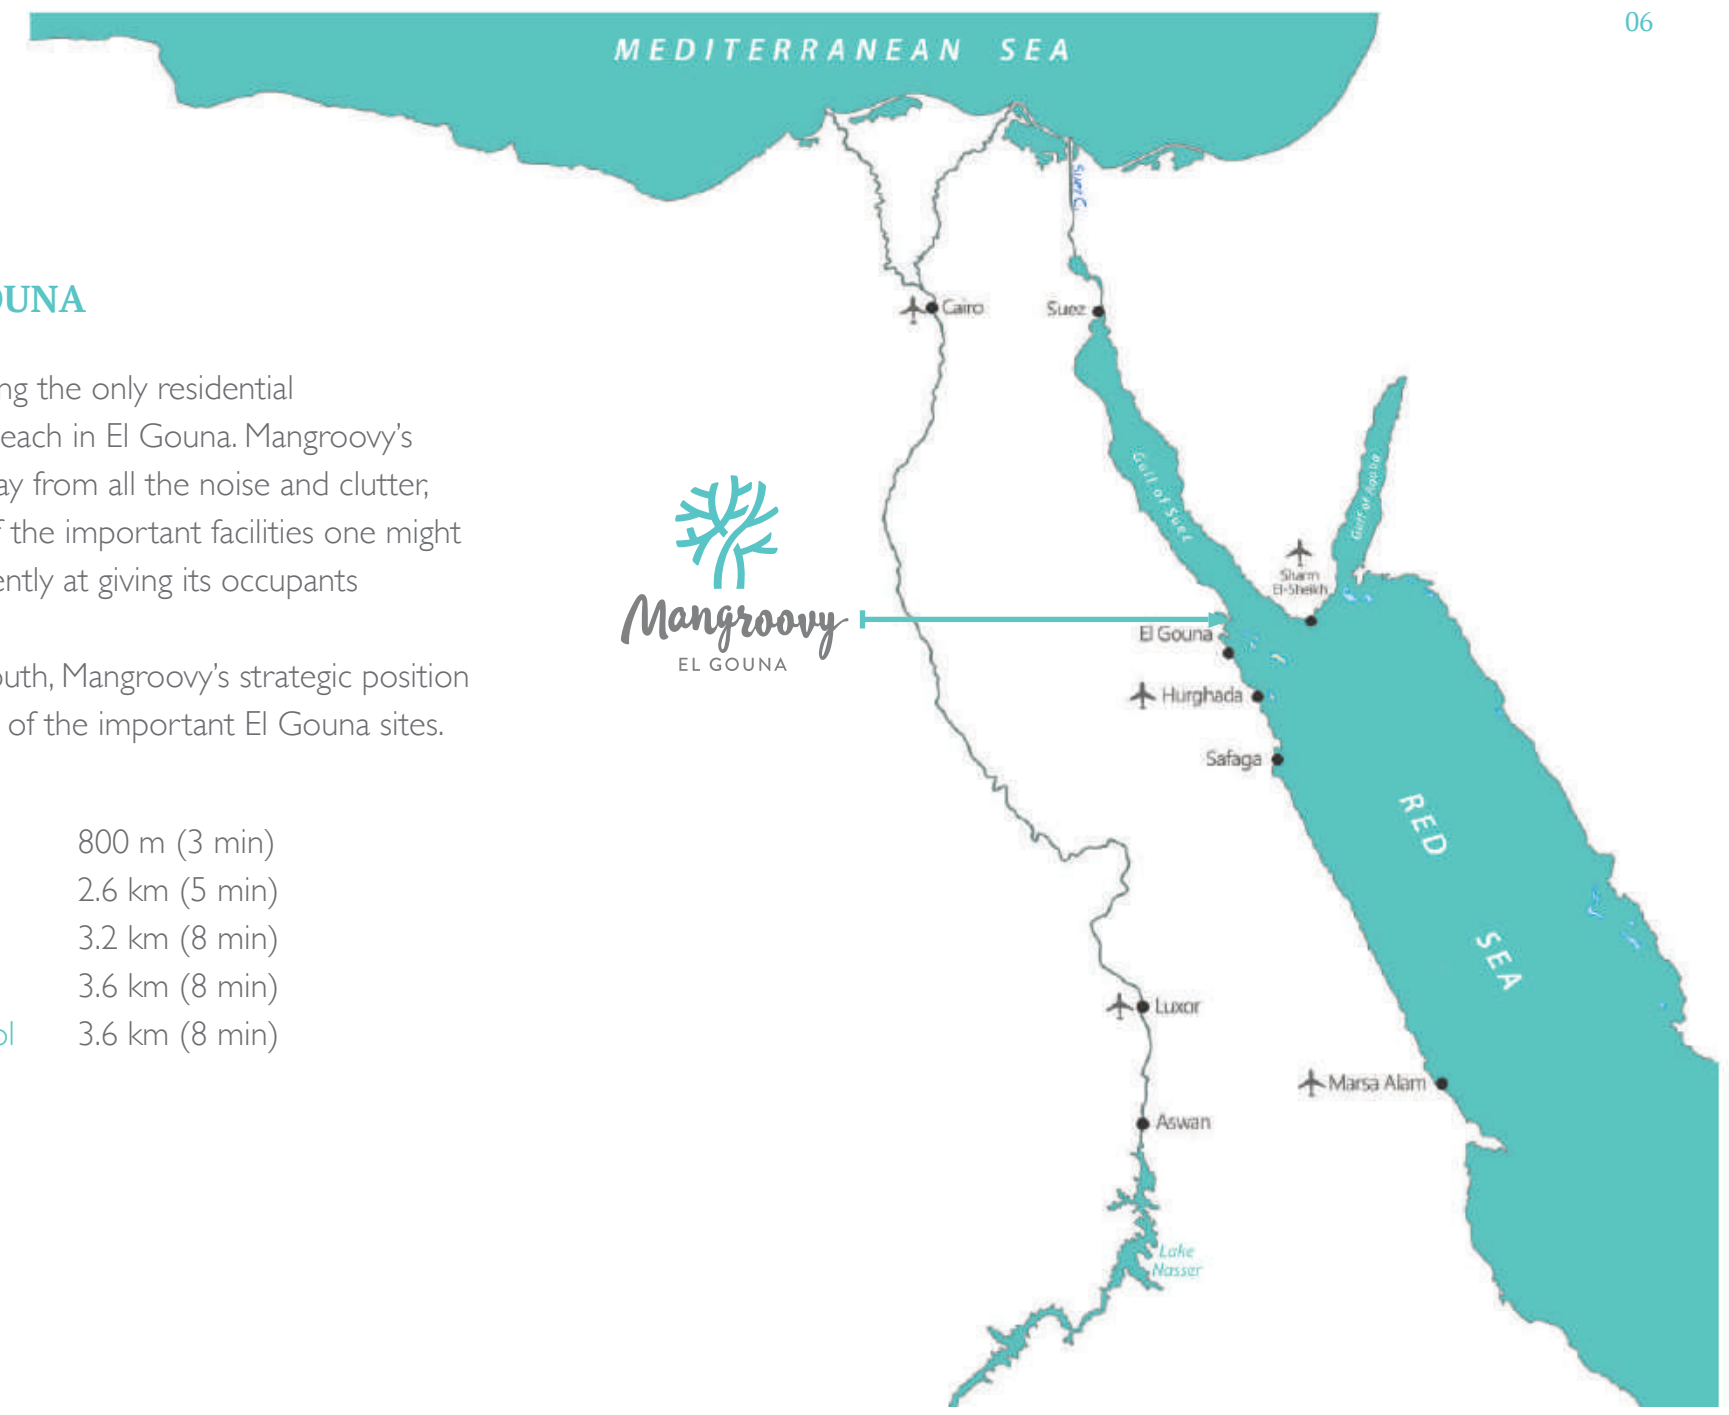 06
MEDITERRANEAN SEA
Suez C.
OUNA
ng the only residential
each in El Gouna. Mangroovy's
ay from all the noise and clutter,
f the important facilities one might
ently at giving its occupants
outh, Mangroovy's strategic position
of the important El Gouna sites.
800 m (3 min)
2.6 km (5 min)
3.2 km (8 min)
3.6 km (8 min)
ol 3.6 km (8 min)
Mangroovy
EL GOUNA
Cairo
Suez
Gulf of Suez
Gulf of Aqaba
Sharm
El-Sheikh
El Gouna
Hurghada
Safaga
RED
SEA
Luxor
Marsa Alam
Aswan
Lake
Nasser